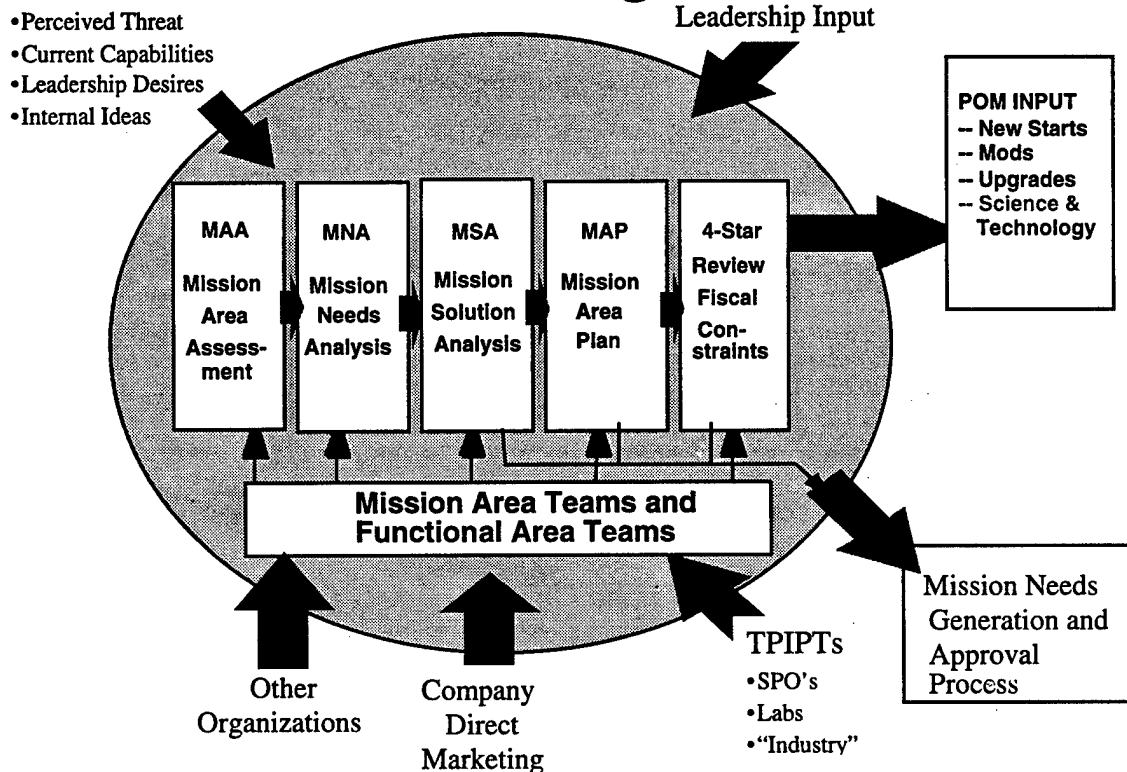 •Perceived Threat
•Current Capabilities
•Leadership Desires
•Internal Ideas
Leadership Input
POM INPUT
-- New Starts
-- Mods
-- Upgrades
-- Science &
Technology
MAA
Mission
Area
Assess-
ment
MNA
Mission
Needs
Analysis
MSA
Mission
Solution
Analysis
MAP
Mission
Area
Plan
4-Star
Review
Fiscal
Con-
straints
Mission Area Teams and
Functional Area Teams
Other
Organizations
Company
Direct
Marketing
TPIPTs
•SPO's
•Labs
•“Industry”
Mission Needs
Generation and
Approval
Process